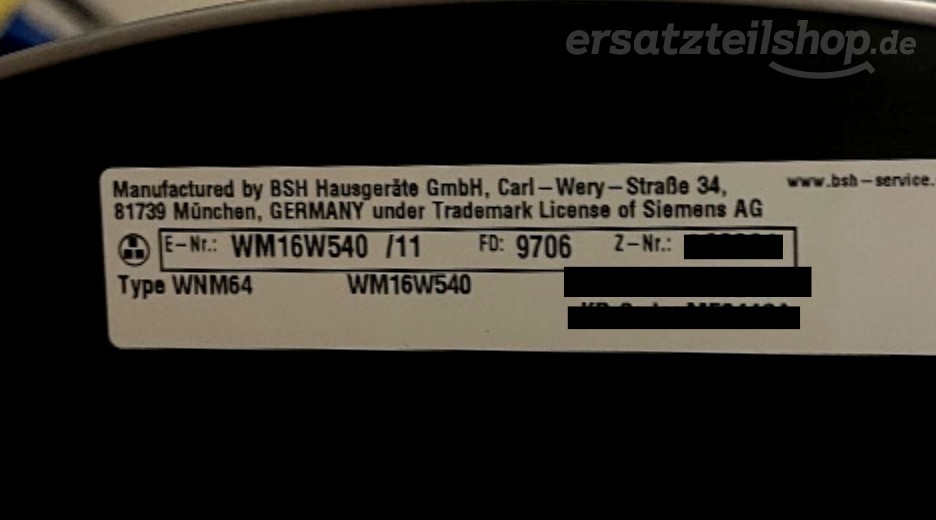 ersatzteilshop.de
Manufactured by BSH Hausgeräte GmbH, Carl-Wery-Straße 34,
www.bsh-service.
81739 München, GERMANY under Trademark License of Siemens AG
E-Nr.: WM16W540 /11 FD: 9706 Z-Nr.:
Type WNM64 WM16W540